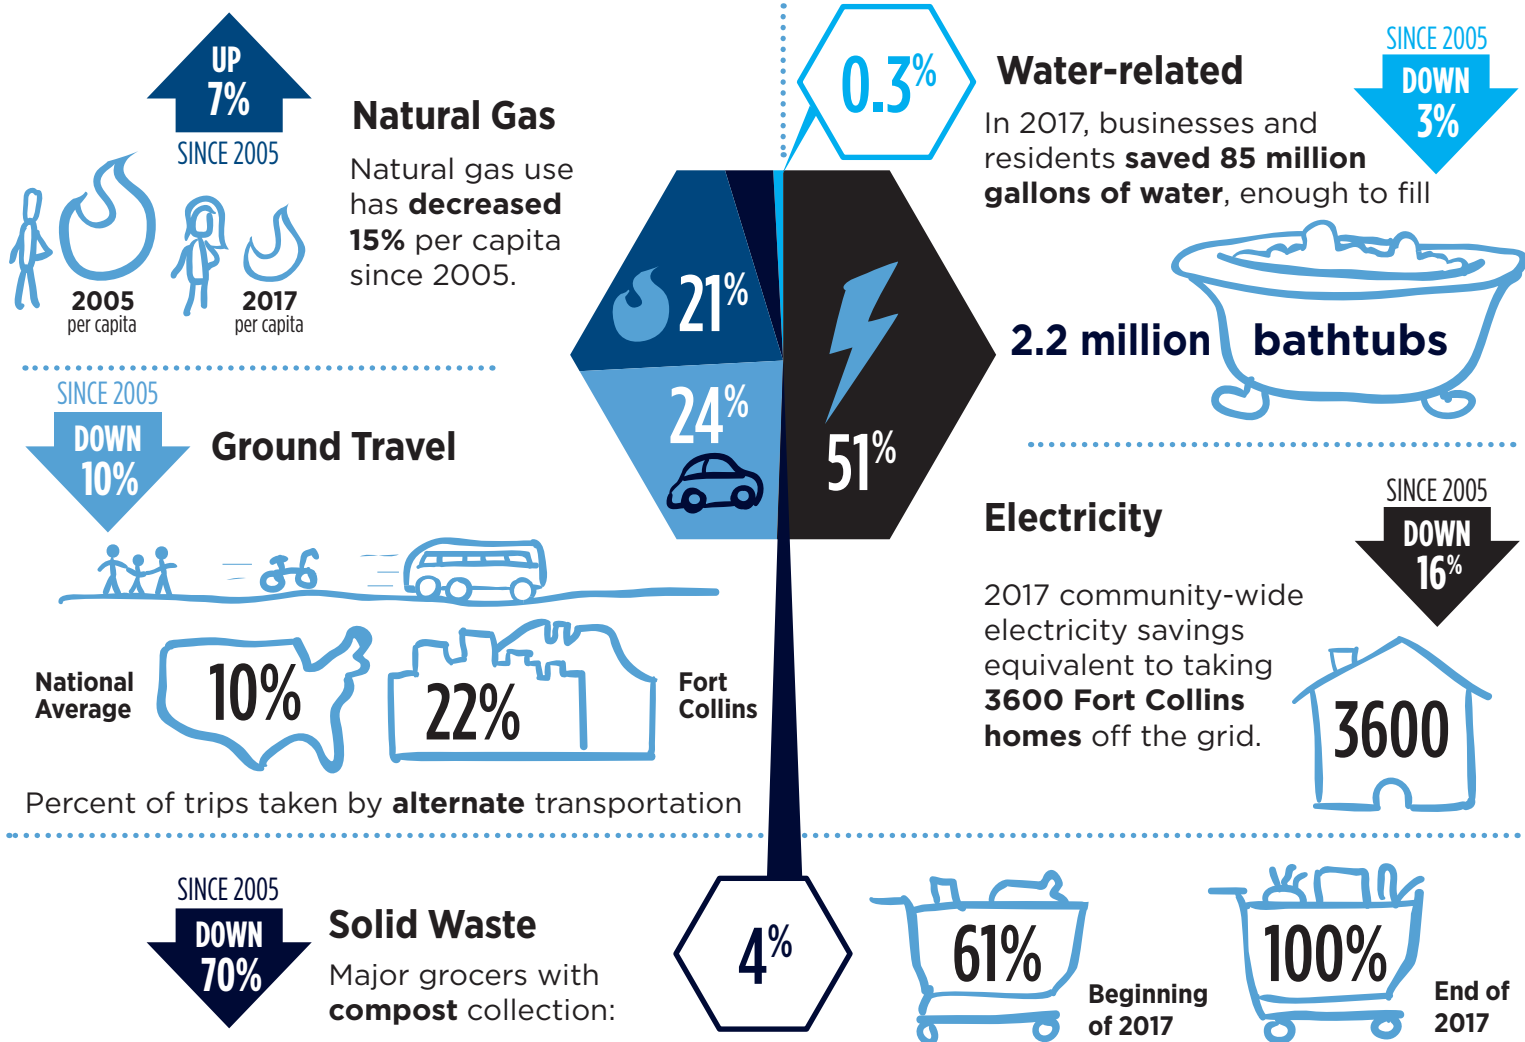 UP
7%
SINCE 2005
Natural Gas
Natural gas use
has decreased
15% per capita
since 2005.
2005
per capita
2017
per capita
0.3%
Water-related
In 2017, businesses and
residents saved 85 million
gallons of water, enough to fill
SINCE 2005
DOWN
3%
2.2 million bathtubs
21%
24%
51%
SINCE 2005
DOWN
10%
Ground Travel
National
Average
10%
22%
Fort
Collins
Percent of trips taken by alternate transportation
Electricity
SINCE 2005
DOWN
16%
2017 community-wide
electricity savings
equivalent to taking
3600 Fort Collins
homes off the grid.
3600
SINCE 2005
DOWN
70%
Solid Waste
Major grocers with
compost collection:
4%
61%
Beginning
of 2017
100%
End of
2017